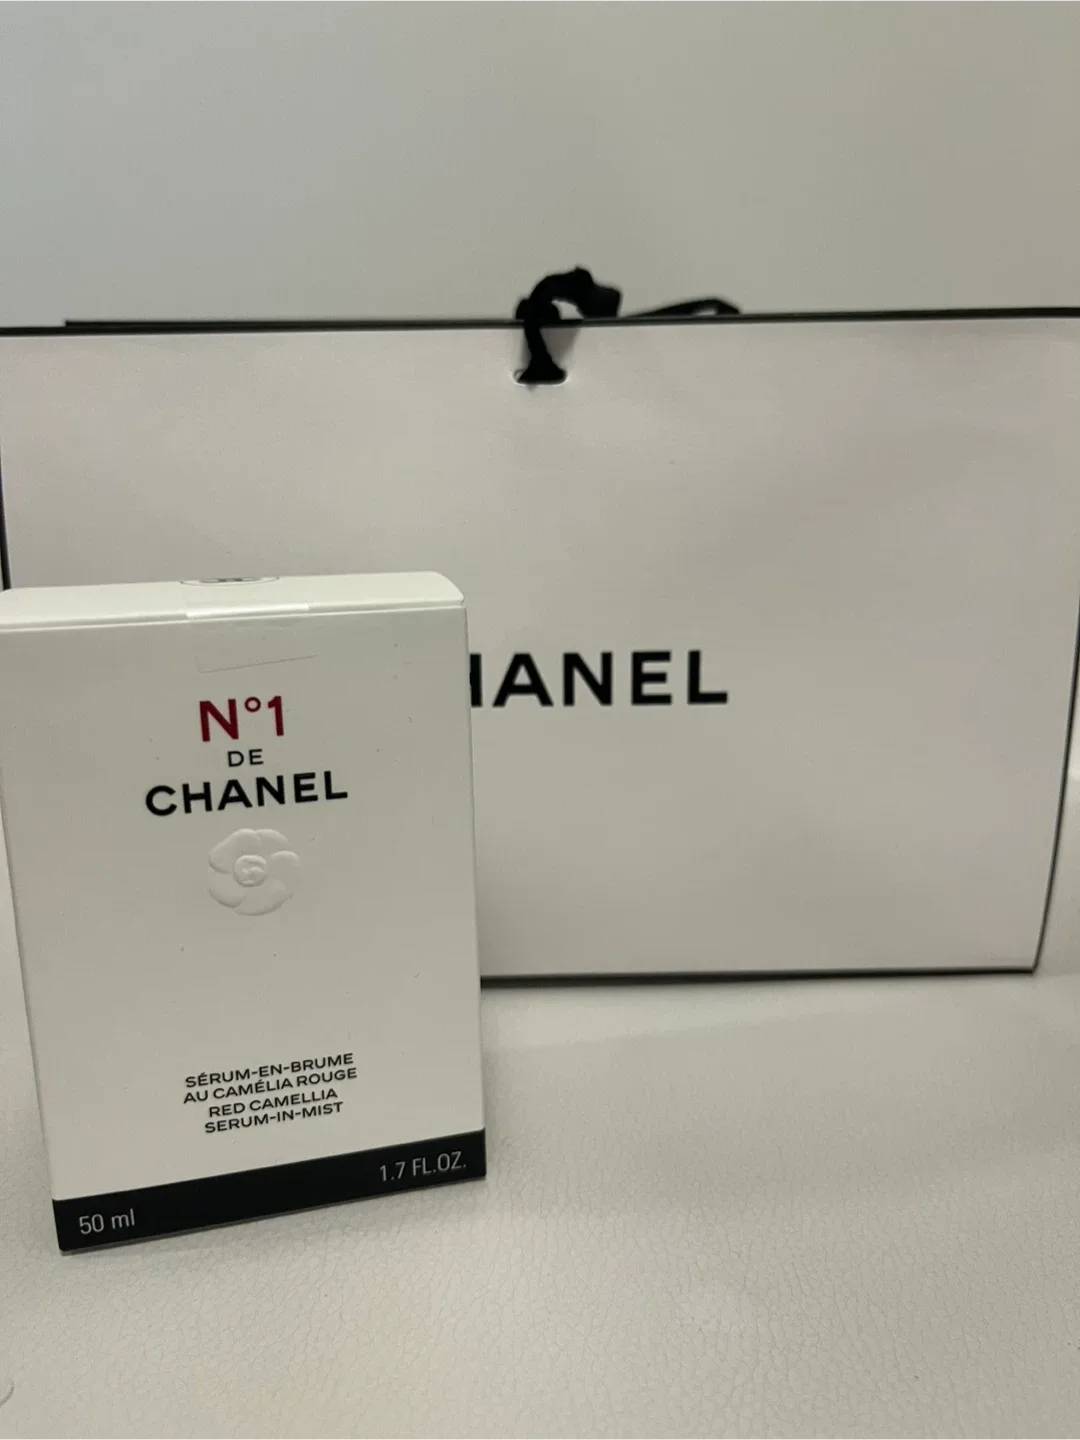 HANEL
N°1
DE
CHANEL
SÉRUM-EN-BRUME
AU CAMÉLIA ROUGE
RED CAMELLIA
SERUM-IN-MIST
50 ml
1.7 FL.OZ.